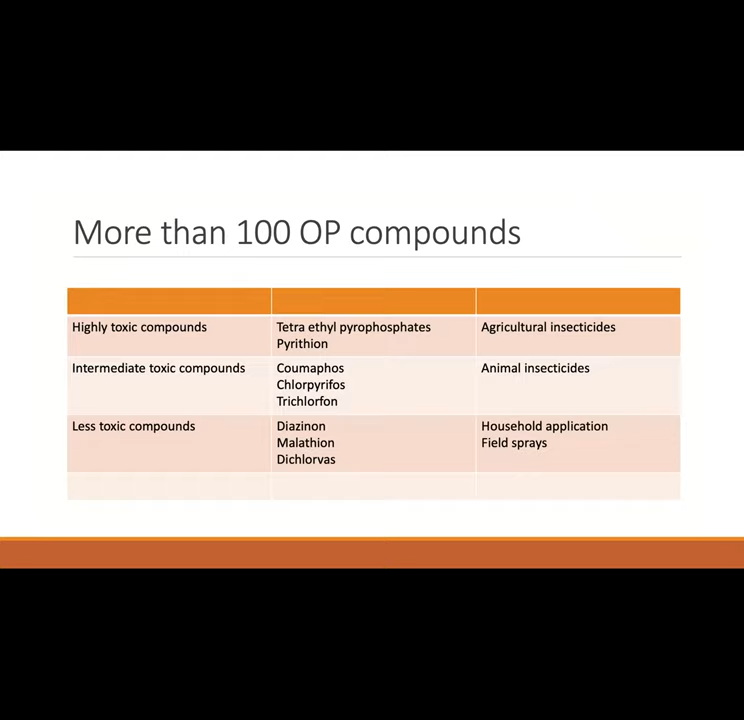 More than 100 OP compounds
Highly toxic compounds
Tetra ethyl pyrophosphates
Pyrithion
Agricultural insecticides
Intermediate toxic compounds
Coumaphos
Chlorpyrifos
Trichlorfon
Animal insecticides
Less toxic compounds
Diazinon
Malathion
Dichlorvas
Household application
Field sprays